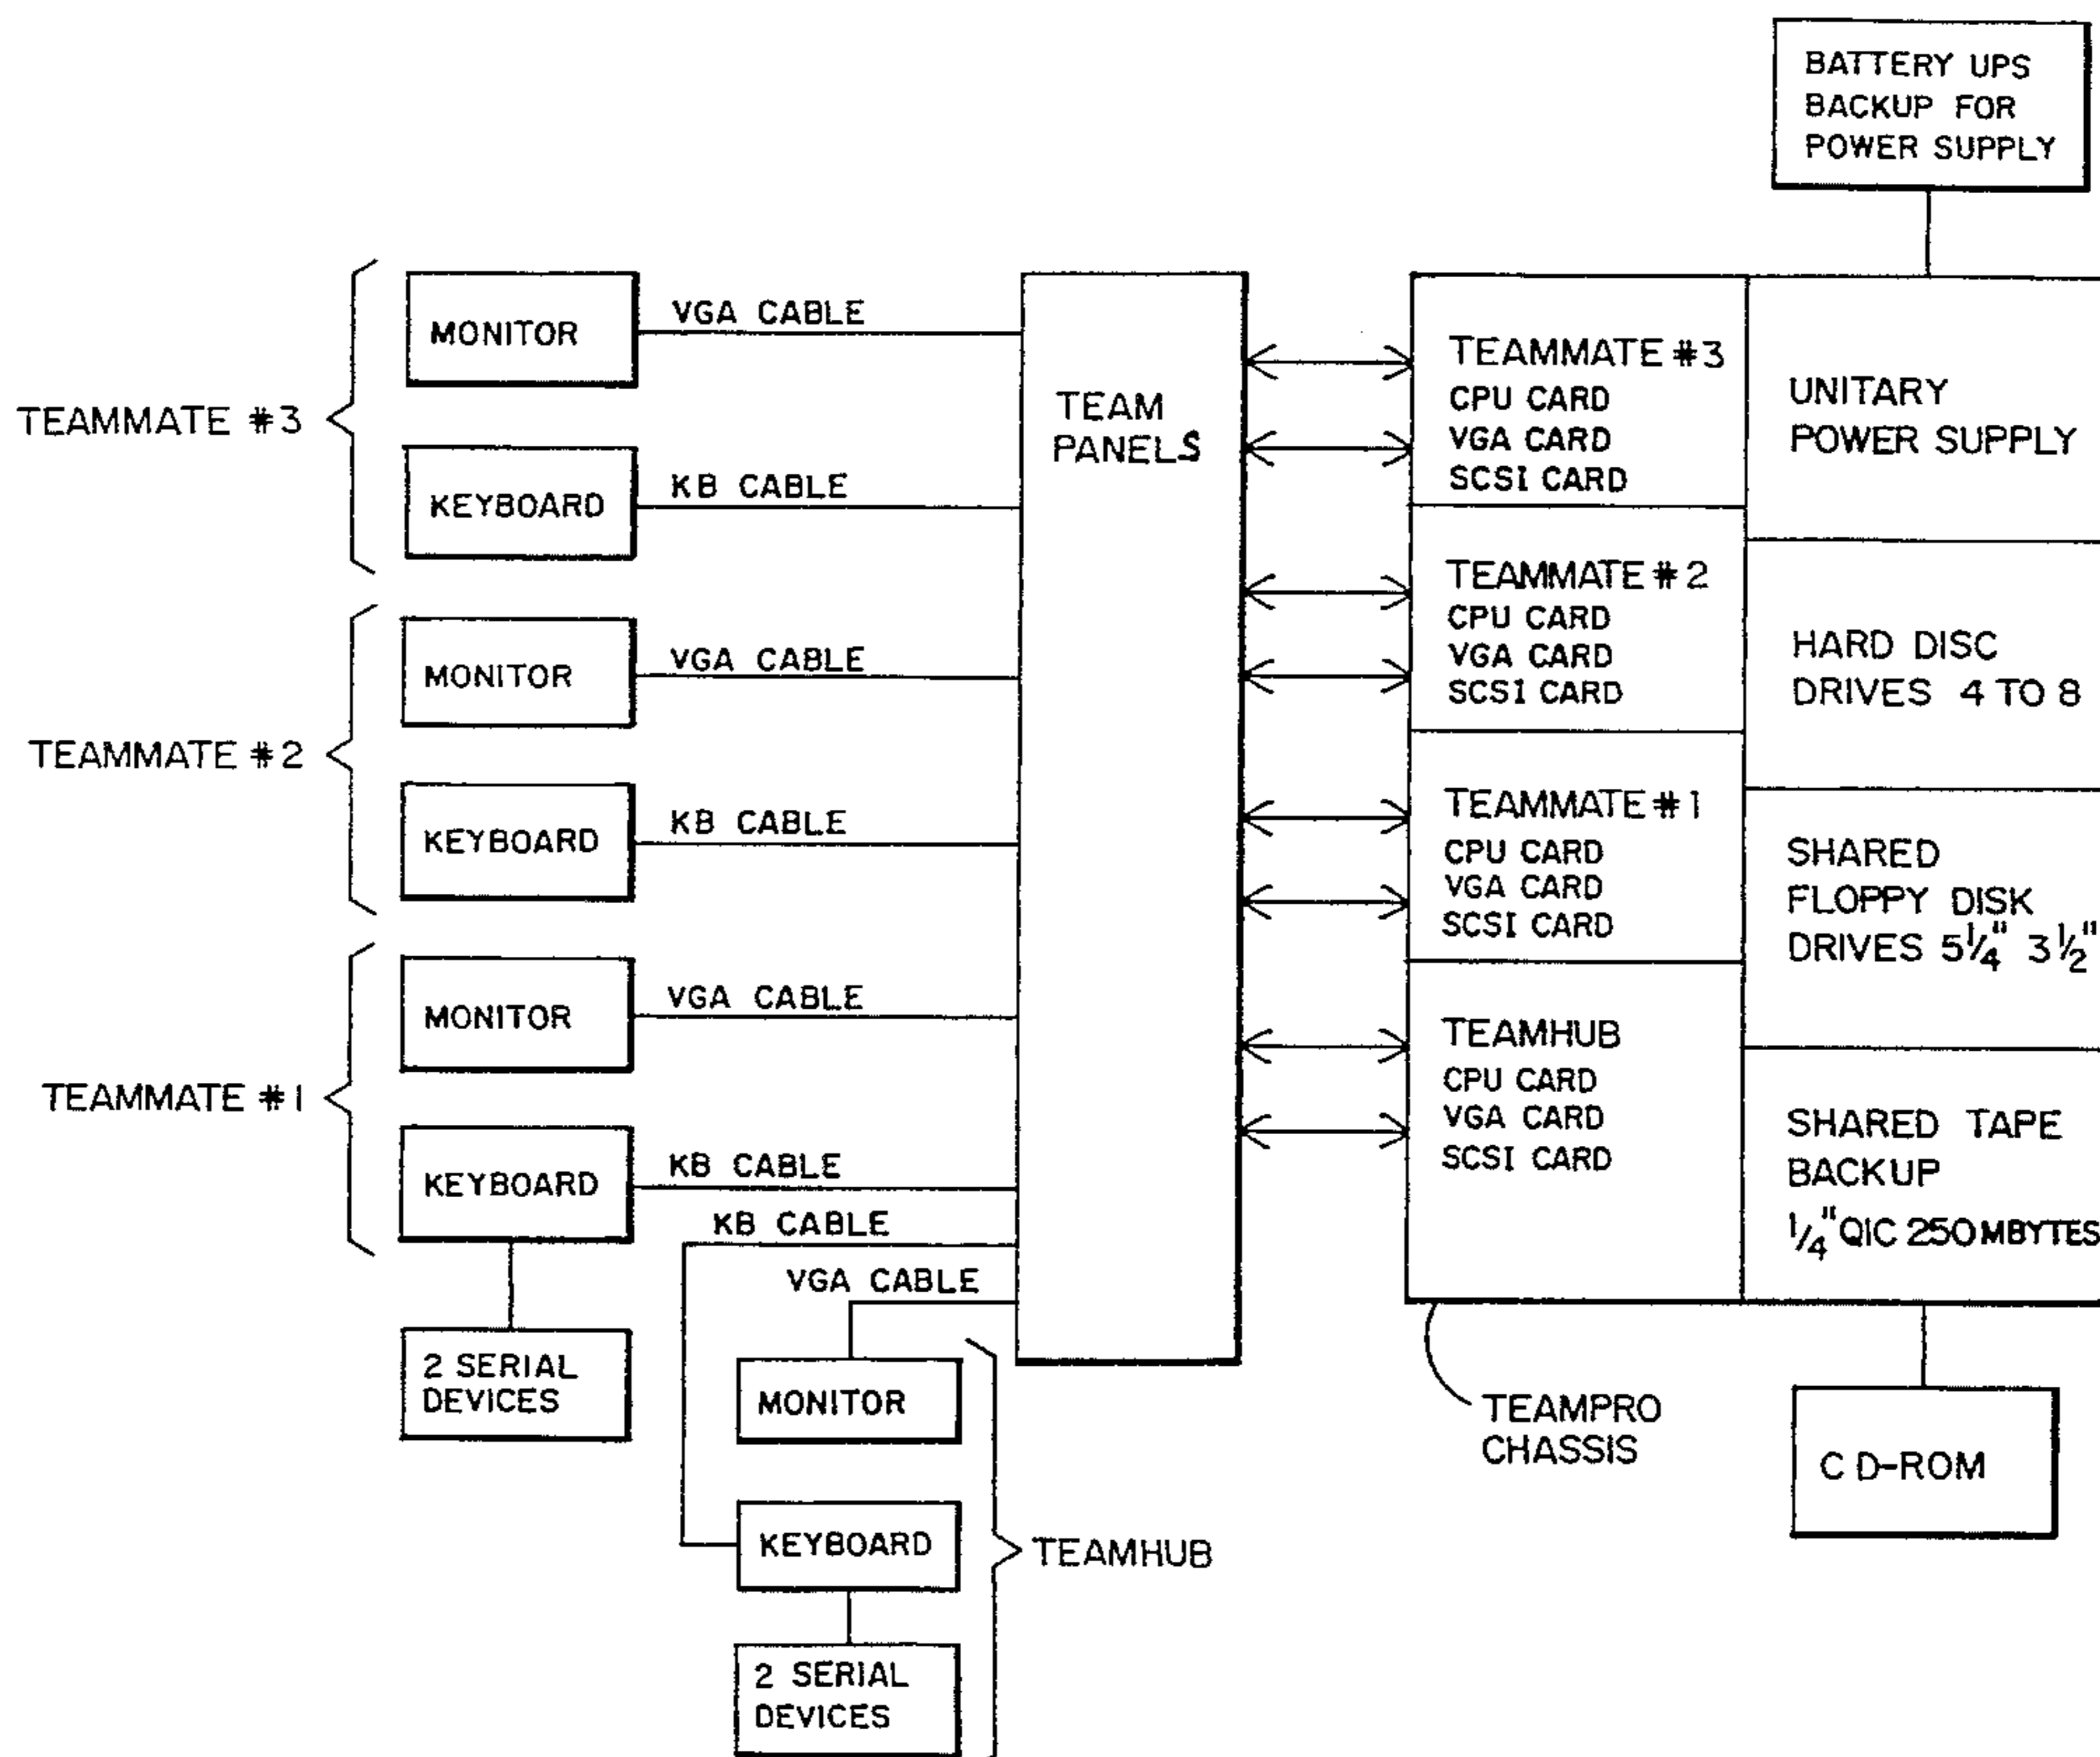 BATTERY UPS
BACKUP FOR
POWER SUPPLY
TEAMMATE #3
MONITOR
VGA CABLE
KEYBOARD
KB CABLE
TEAMMATE #2
MONITOR
VGA CABLE
KEYBOARD
KB CABLE
TEAMMATE #1
MONITOR
VGA CABLE
KEYBOARD
KB CABLE
2 SERIAL
DEVICES
KB CABLE
VGA CABLE
MONITOR
KEYBOARD
2 SERIAL
DEVICES
TEAMHUB
TEAM
PANELS
TEAMMATE #3
CPU CARD
VGA CARD
SCSI CARD
TEAMMATE #2
CPU CARD
VGA CARD
SCSI CARD
TEAMMATE #1
CPU CARD
VGA CARD
SCSI CARD
TEAMHUB
CPU CARD
VGA CARD
SCSI CARD
UNITARY
POWER SUPPLY
HARD DISC
DRIVES 4 TO 8
SHARED
FLOPPY DISK
DRIVES 5 1/4" 3 1/2"
SHARED TAPE
BACKUP
1/4" QIC 250 MBYTES
TEAMPRO
CHASSIS
CD-ROM